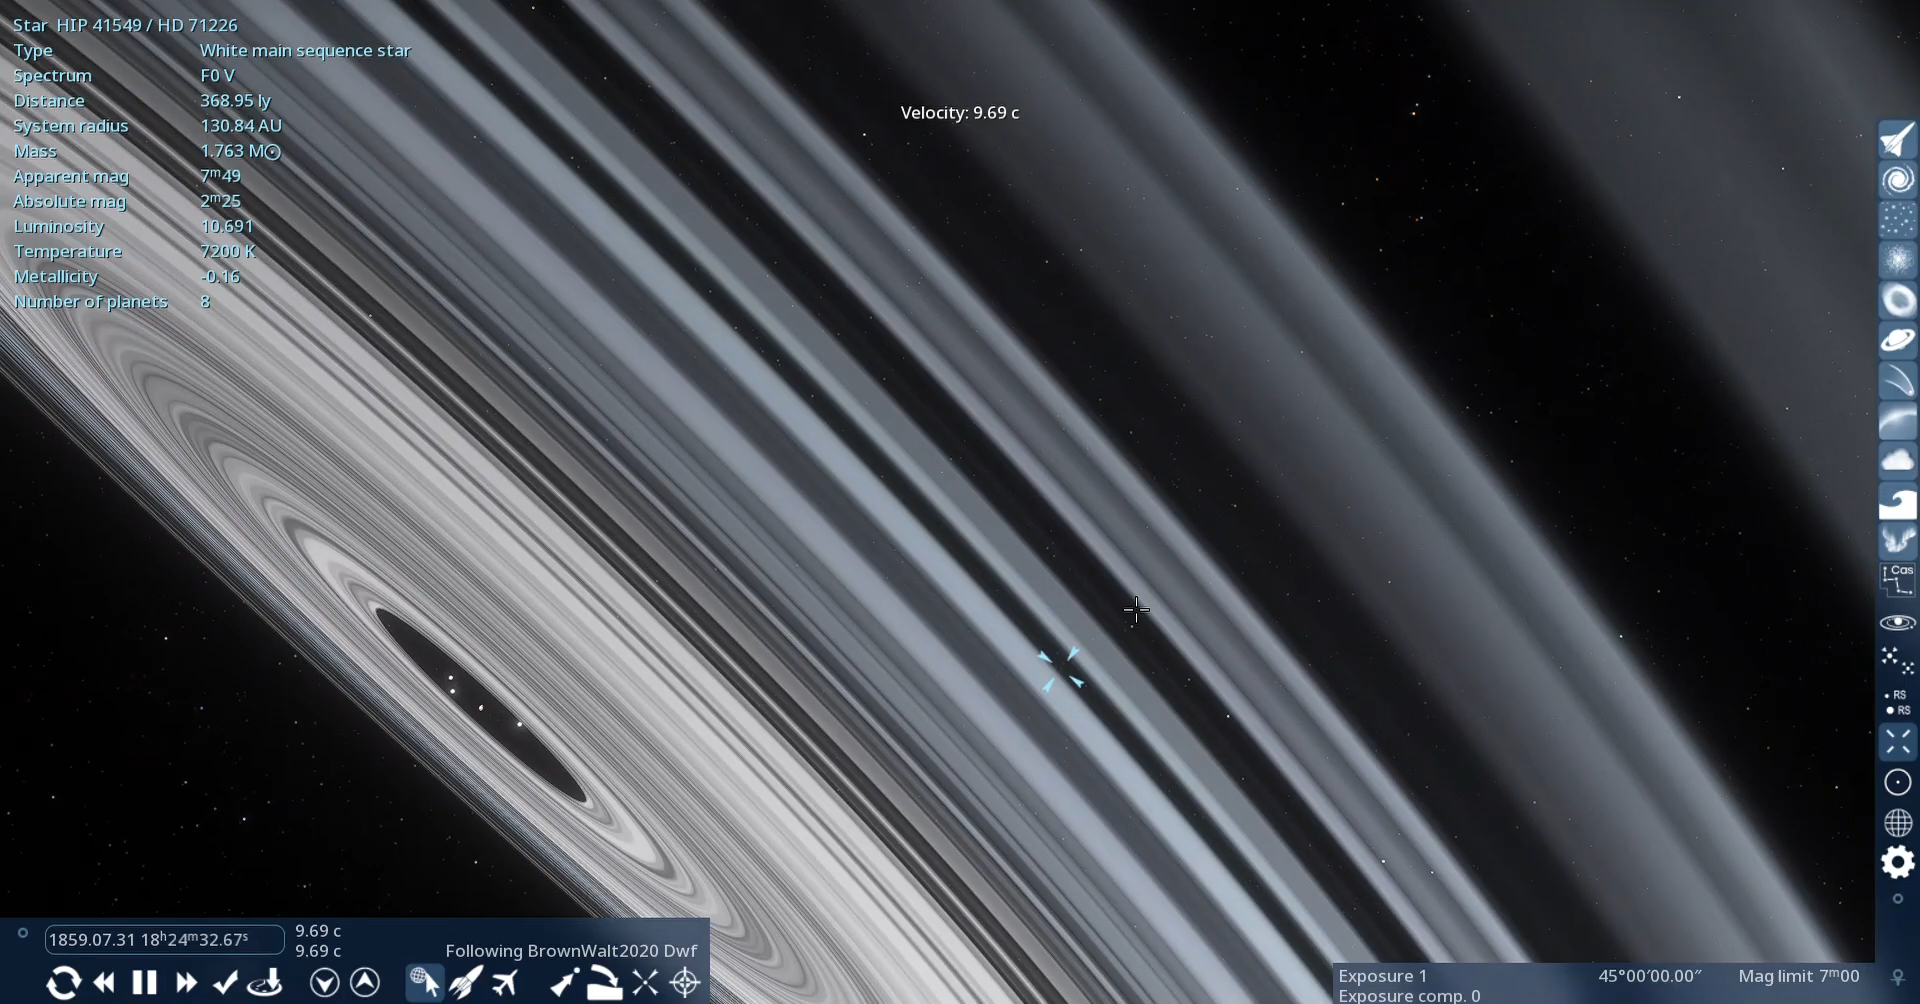 Star HIP 41549 / HD 71226
Type White main sequence star
Spectrum F0 V
Distance 368.95 ly
System radius 130.84 AU
Mass 1.763 M☉
Apparent mag 7ᵐ49
Absolute mag 2ᵐ25
Luminosity 10.691
Temperature 7200 K
Metallicity -0.16
Number of planets 8
Velocity: 9.69 c
Cas
RS
RS
1859.07.31 18ʰ24ᵐ32.67ˢ
9.69 c
9.69 c
Following BrownWalt2020 Dwf
Exposure 1 45°00′00.00″ Mag limit 7ᵐ00
Exposure comp. 0